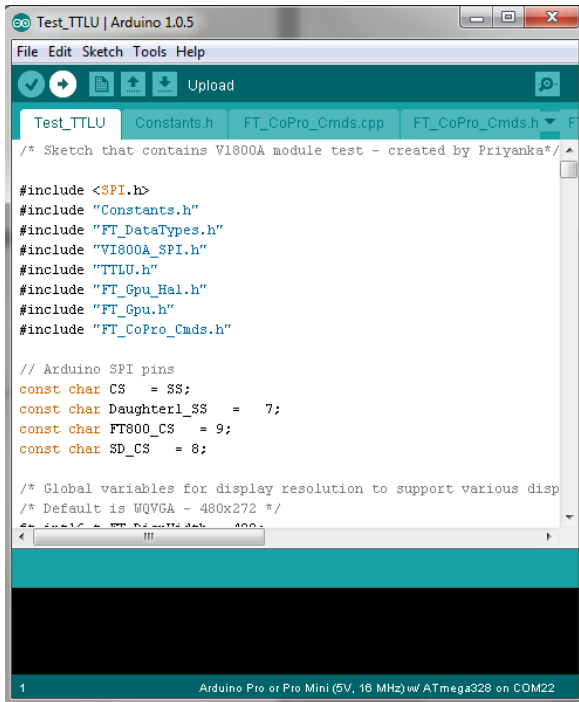 Test_TTLU | Arduino 1.0.5
File Edit Sketch Tools Help
Upload
Test_TTLU Constants.h FT_CoPro_Cmds.cpp FT_CoPro_Cmds.h F
/* Sketch that contains V1800A module test - created by Priyanka*/
#include <SPI.h>
#include "Constants.h"
#include "FT_DataTypes.h"
#include "VI800A_SPI.h"
#include "TTLU.h"
#include "FT_Gpu_Hal.h"
#include "FT_Gpu.h"
#include "FT_CoPro_Cmds.h"
// Arduino SPI pins
const char CS   = SS;
const char Daughter1_SS   =   7;
const char FT800_CS   = 9;
const char SD_CS   = 8;
/* Global variables for display resolution to support various disp
/* Default is WQVGA - 480x272 */
1 Arduino Pro or Pro Mini (5V, 16 MHz) w/ ATmega328 on COM22